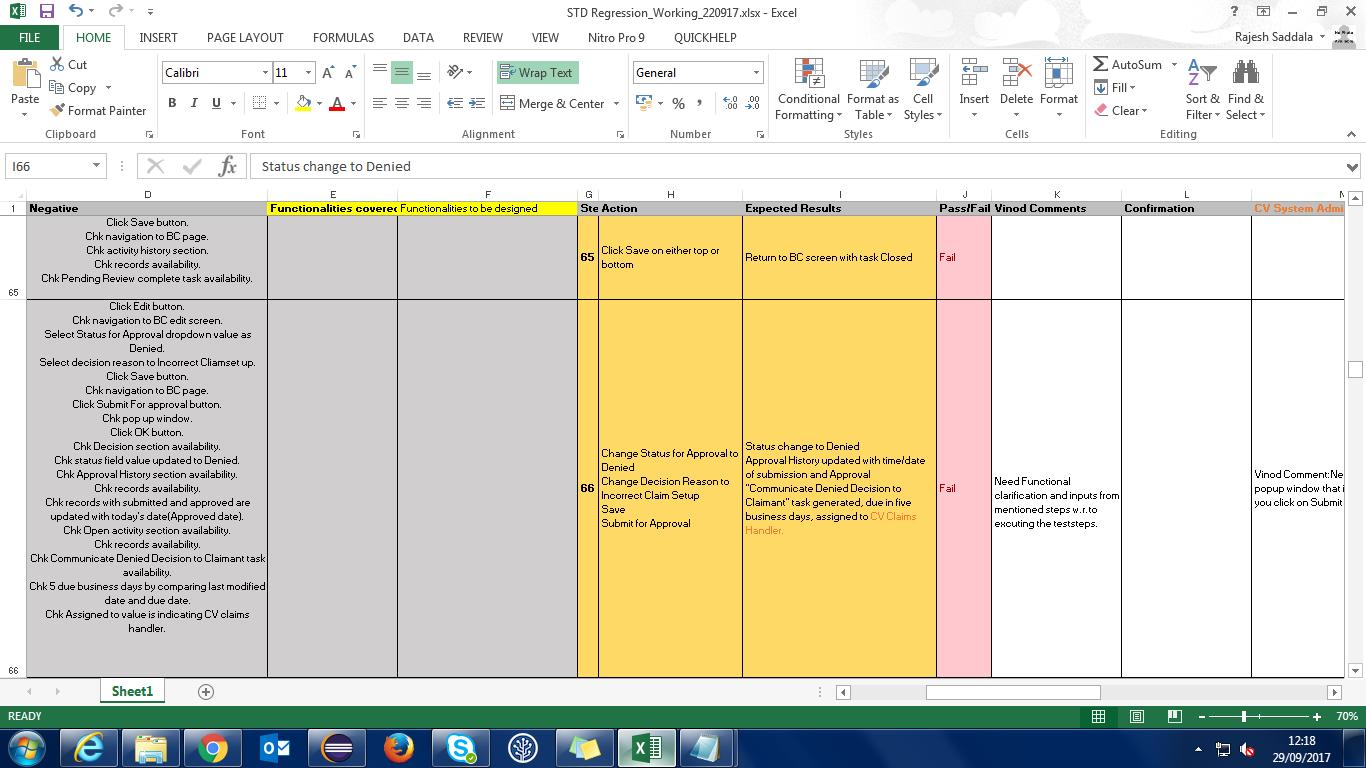 STD Regression_Working_220917.xlsx - Excel
FILE HOME INSERT PAGE LAYOUT FORMULAS DATA REVIEW VIEW Nitro Pro 9 QUICKHELP Rajesh Saddala
Paste
Cut
Copy
Format Painter
Clipboard
Calibri 11
B I U
Font
Wrap Text
Merge & Center
Alignment
General
%
Number
Conditional Formatting
Format as Table
Cell Styles
Styles
Insert Delete Format
Cells
AutoSum
Fill
Clear
Sort & Filter
Find & Select
Editing
I66 fx Status change to Denied
D E F G H I J K L M
1 Negative Functionalities covered Functionalities to be designed Ste Action Expected Results Pass/Fail Vinod Comments Confirmation CV System Admi
Click Save button.
Chk navigation to BC page.
Chk activity history section.
Chk records availability.
Chk Pending Review complete task availability.
65
65
Click Save on either top or
bottom
Return to BC screen with task Closed
Fail
Click Edit button.
Chk navigation to BC edit screen.
Select Status for Approval dropdown value as
Denied.
Select decision reason to Incorrect Cliamset up.
Click Save button.
Chk navigation to BC page.
Click Submit For approval button.
Chk pop up window.
Click OK button.
Chk Decision section availability.
Chk status field value updated to Denied.
Chk Approval History section availability.
Chk records availability.
Chk records with submitted and approved are
updated with today's date(Approved date).
Chk Open activity section availability.
Chk records availability.
Chk Communicate Denied Decision to Claimant task
availability.
Chk 5 due business days by comparing last modified
date and due date.
Chk Assigned to value is indicating CV claims
handler.
66
66
Change Status for Approval to
Denied
Change Decision Reason to
Incorrect Claim Setup
Save
Submit for Approval
Status change to Denied
Approval History updated with time/date
of submission and Approval
"Communicate Denied Decision to
Claimant" task generated, due in five
business days, assigned to CV Claims
Handler.
Fail
Need Functional
clarification and inputs from
mentioned steps w.r.to
excuting the teststeps.
Vinod Comment:Ne
popup window that i
you click on Submit
Sheet1
READY 70%
12:18
29/09/2017